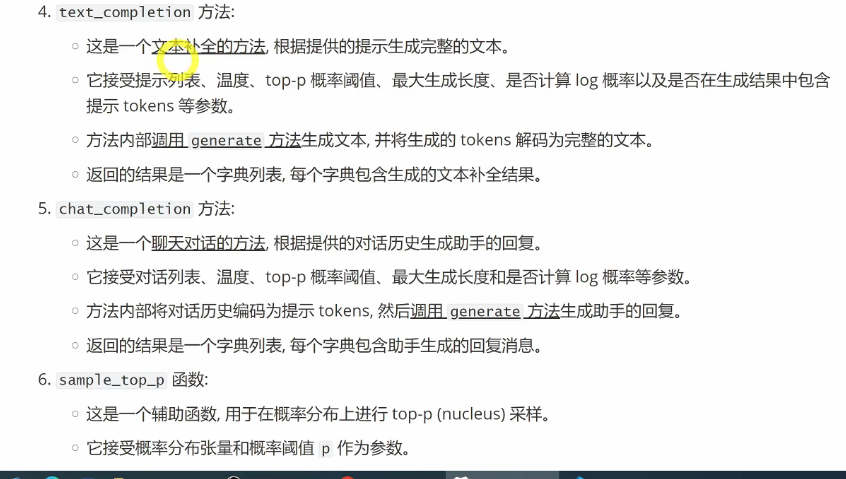 4. text_completion 方法:
○ 这是一个文本补全的方法, 根据提供的提示生成完整的文本。
○ 它接受提示列表、温度、top-p 概率阈值、最大生成长度、是否计算 log 概率以及是否在生成结果中包含
提示 tokens 等参数。
○ 方法内部调用 generate 方法生成文本, 并将生成的 tokens 解码为完整的文本。
○ 返回的结果是一个字典列表, 每个字典包含生成的文本补全结果。
5. chat_completion 方法:
○ 这是一个聊天对话的方法, 根据提供的对话历史生成助手的回复。
○ 它接受对话列表、温度、top-p 概率阈值、最大生成长度和是否计算 log 概率等参数。
○ 方法内部将对话历史编码为提示 tokens, 然后调用 generate 方法生成助手的回复。
○ 返回的结果是一个字典列表, 每个字典包含助手生成的回复消息。
6. sample_top_p 函数:
○ 这是一个辅助函数, 用于在概率分布上进行 top-p (nucleus) 采样。
○ 它接受概率分布张量和概率阈值 p 作为参数。